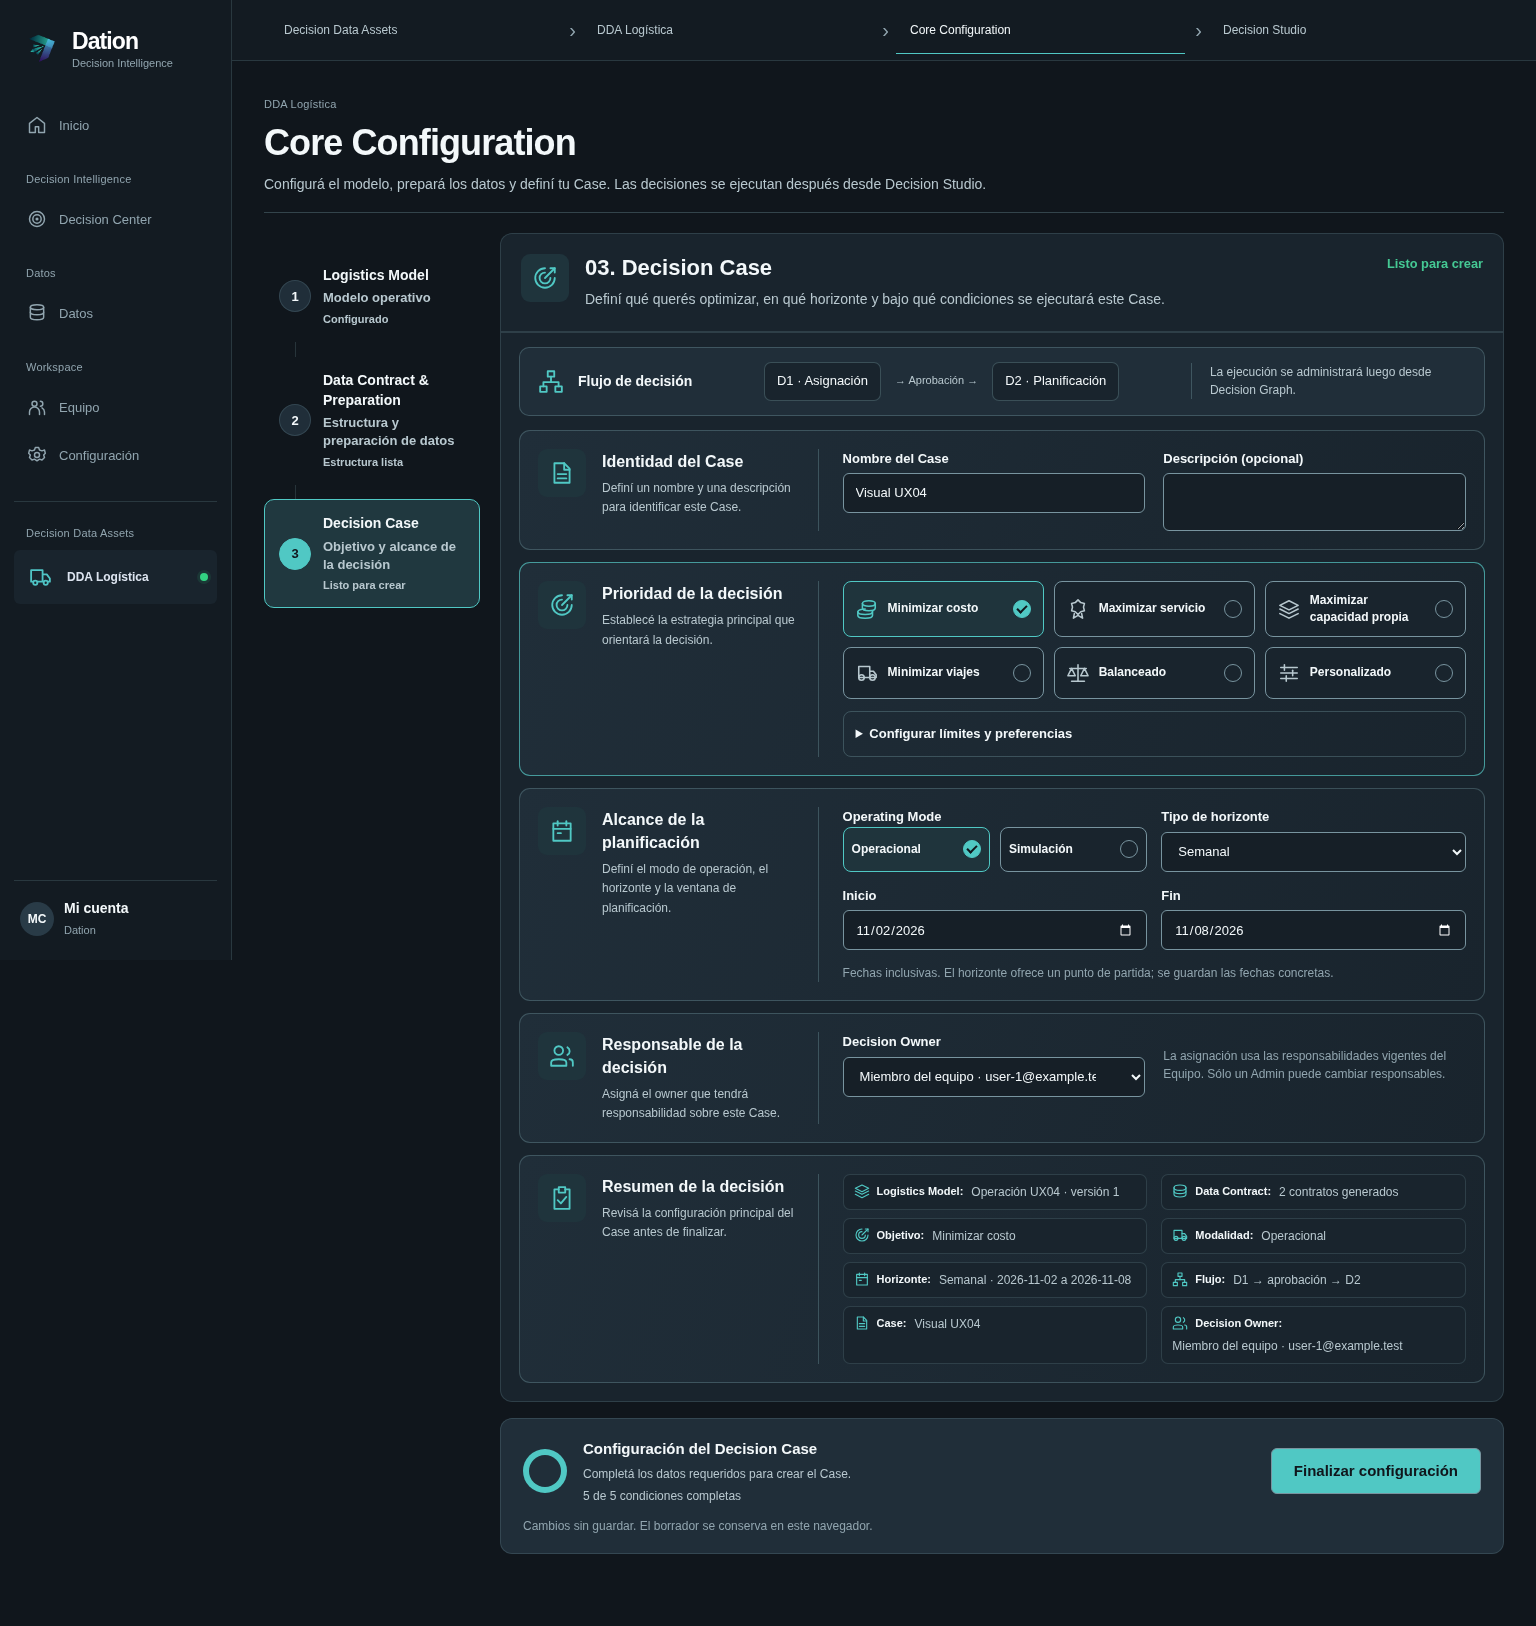 Dation
Decision Intelligence
Inicio
Decision Intelligence
Decision Center
Datos
Datos
Workspace
Equipo
Configuración
Decision Data Assets
DDA Logística
MC
Mi cuenta
Dation
Decision Data Assets
DDA Logística
Core Configuration
Decision Studio
DDA Logística
Core Configuration
Configurá el modelo, prepará los datos y definí tu Case. Las decisiones se ejecutan después desde Decision Studio.
1
Logistics Model
Modelo operativo
Configurado
2
Data Contract &
Preparation
Estructura y
preparación de datos
Estructura lista
3
Decision Case
Objetivo y alcance de
la decisión
Listo para crear
03. Decision Case
Definí qué querés optimizar, en qué horizonte y bajo qué condiciones se ejecutará este Case.
Listo para crear
Flujo de decisión
D1 · Asignación
→ Aprobación →
D2 · Planificación
La ejecución se administrará luego desde
Decision Graph.
Identidad del Case
Definí un nombre y una descripción
para identificar este Case.
Nombre del Case
Visual UX04
Descripción (opcional)
Prioridad de la decisión
Establecé la estrategia principal que
orientará la decisión.
Minimizar costo
Maximizar servicio
Maximizar
capacidad propia
Minimizar viajes
Balanceado
Personalizado
Configurar límites y preferencias
Alcance de la
planificación
Definí el modo de operación, el
horizonte y la ventana de
planificación.
Operating Mode
Operacional
Simulación
Tipo de horizonte
Semanal
Inicio
11/02/2026
Fin
11/08/2026
Fechas inclusivas. El horizonte ofrece un punto de partida; se guardan las fechas concretas.
Responsable de la
decisión
Asigná el owner que tendrá
responsabilidad sobre este Case.
Decision Owner
Miembro del equipo · user-1@example.te
La asignación usa las responsabilidades vigentes del
Equipo. Sólo un Admin puede cambiar responsables.
Resumen de la decisión
Revisá la configuración principal del
Case antes de finalizar.
Logistics Model: Operación UX04 · versión 1
Data Contract: 2 contratos generados
Objetivo: Minimizar costo
Modalidad: Operacional
Horizonte: Semanal · 2026-11-02 a 2026-11-08
Flujo: D1 → aprobación → D2
Case: Visual UX04
Decision Owner:
Miembro del equipo · user-1@example.test
Configuración del Decision Case
Completá los datos requeridos para crear el Case.
5 de 5 condiciones completas
Finalizar configuración
Cambios sin guardar. El borrador se conserva en este navegador.